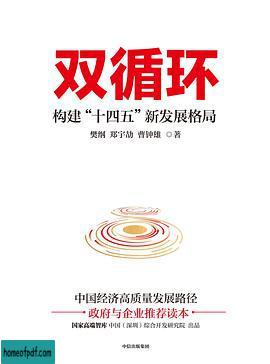 双循环
构建“十四五”新发展格局
樊纲 郑宇劼 曹钟雄 ◎ 著
中国经济高质量发展路径
政府与企业推荐读本
国家高端智库中国（深圳）综合开发研究院 出品
中信出版集团
homeofpdf.com